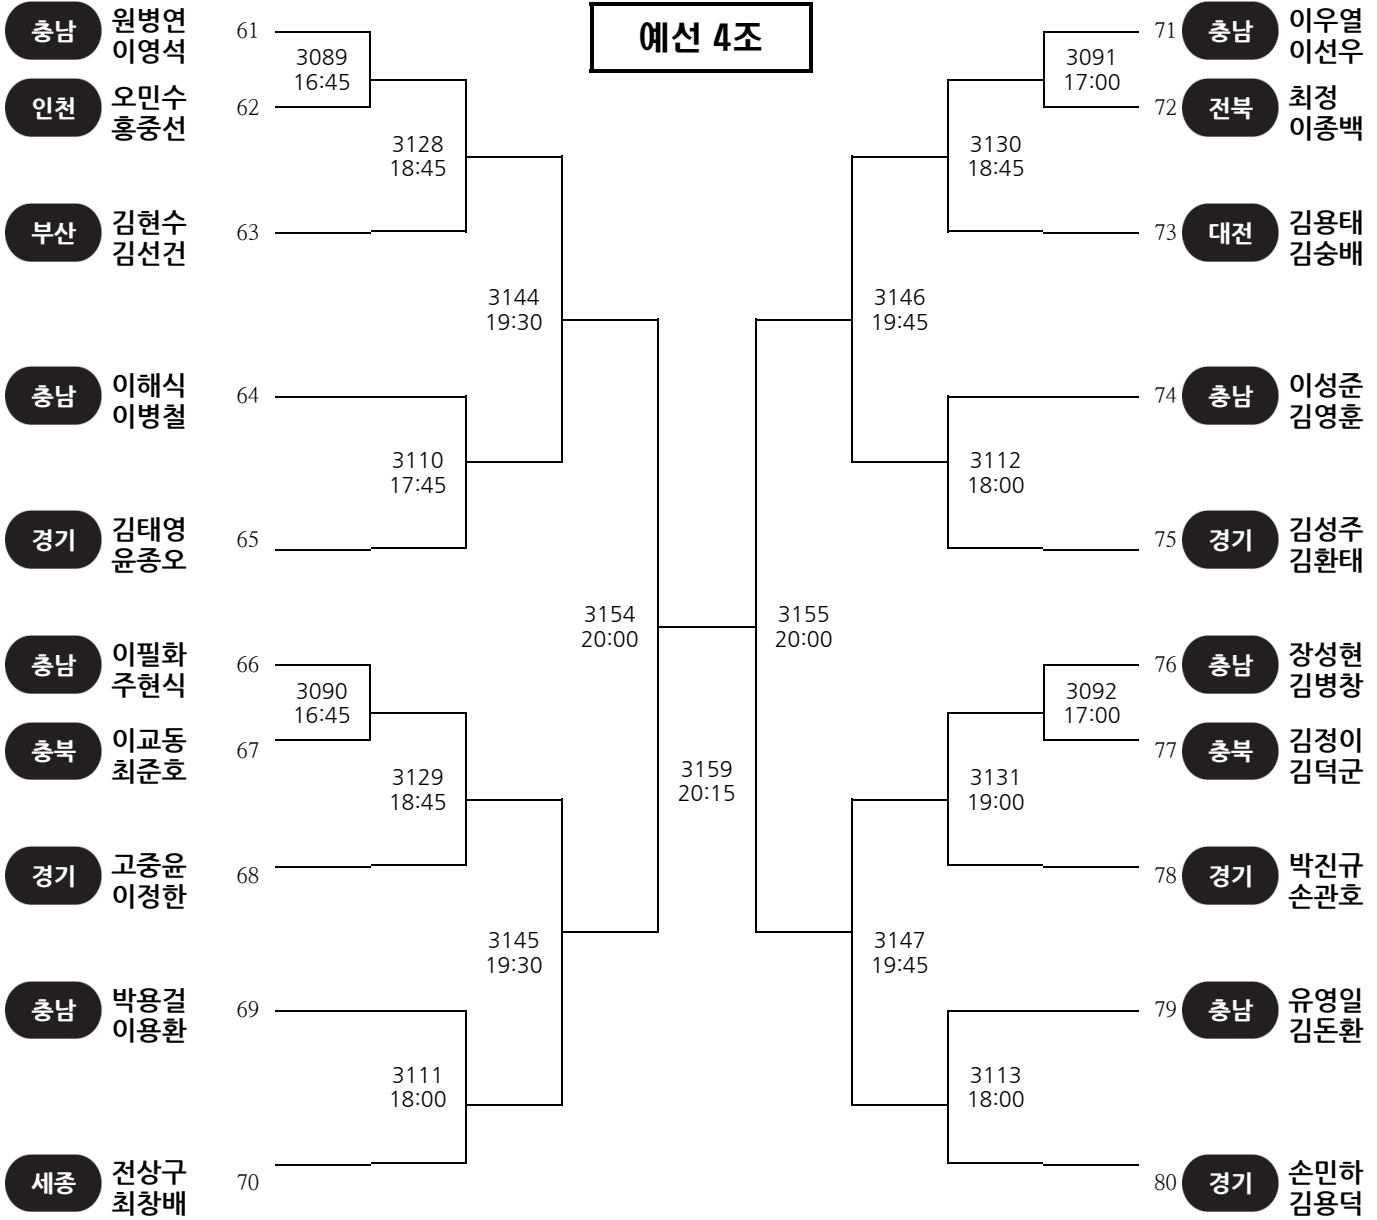 예선 4조
충남
원병연
이영석
61
3089
16:45
인천
오민수
홍중선
62
3128
18:45
부산
김현수
김선건
63
3144
19:30
충남
이해식
이병철
64
3110
17:45
경기
김태영
윤종오
65
3154
20:00
충남
이필화
주현식
66
3090
16:45
충북
이교동
최준호
67
3129
18:45
경기
고중윤
이정한
68
3145
19:30
충남
박용걸
이용환
69
3111
18:00
세종
전상구
최창배
70
3159
20:15
71
충남
이우열
이선우
3091
17:00
72
전북
최정
이종백
3130
18:45
73
대전
김용태
김숭배
3146
19:45
74
충남
이성준
김영훈
3112
18:00
75
경기
김성주
김환태
3155
20:00
76
충남
장성현
김병창
3092
17:00
77
충북
김정이
김덕군
3131
19:00
78
경기
박진규
손관호
3147
19:45
79
충남
유영일
김돈환
3113
18:00
80
경기
손민하
김용덕